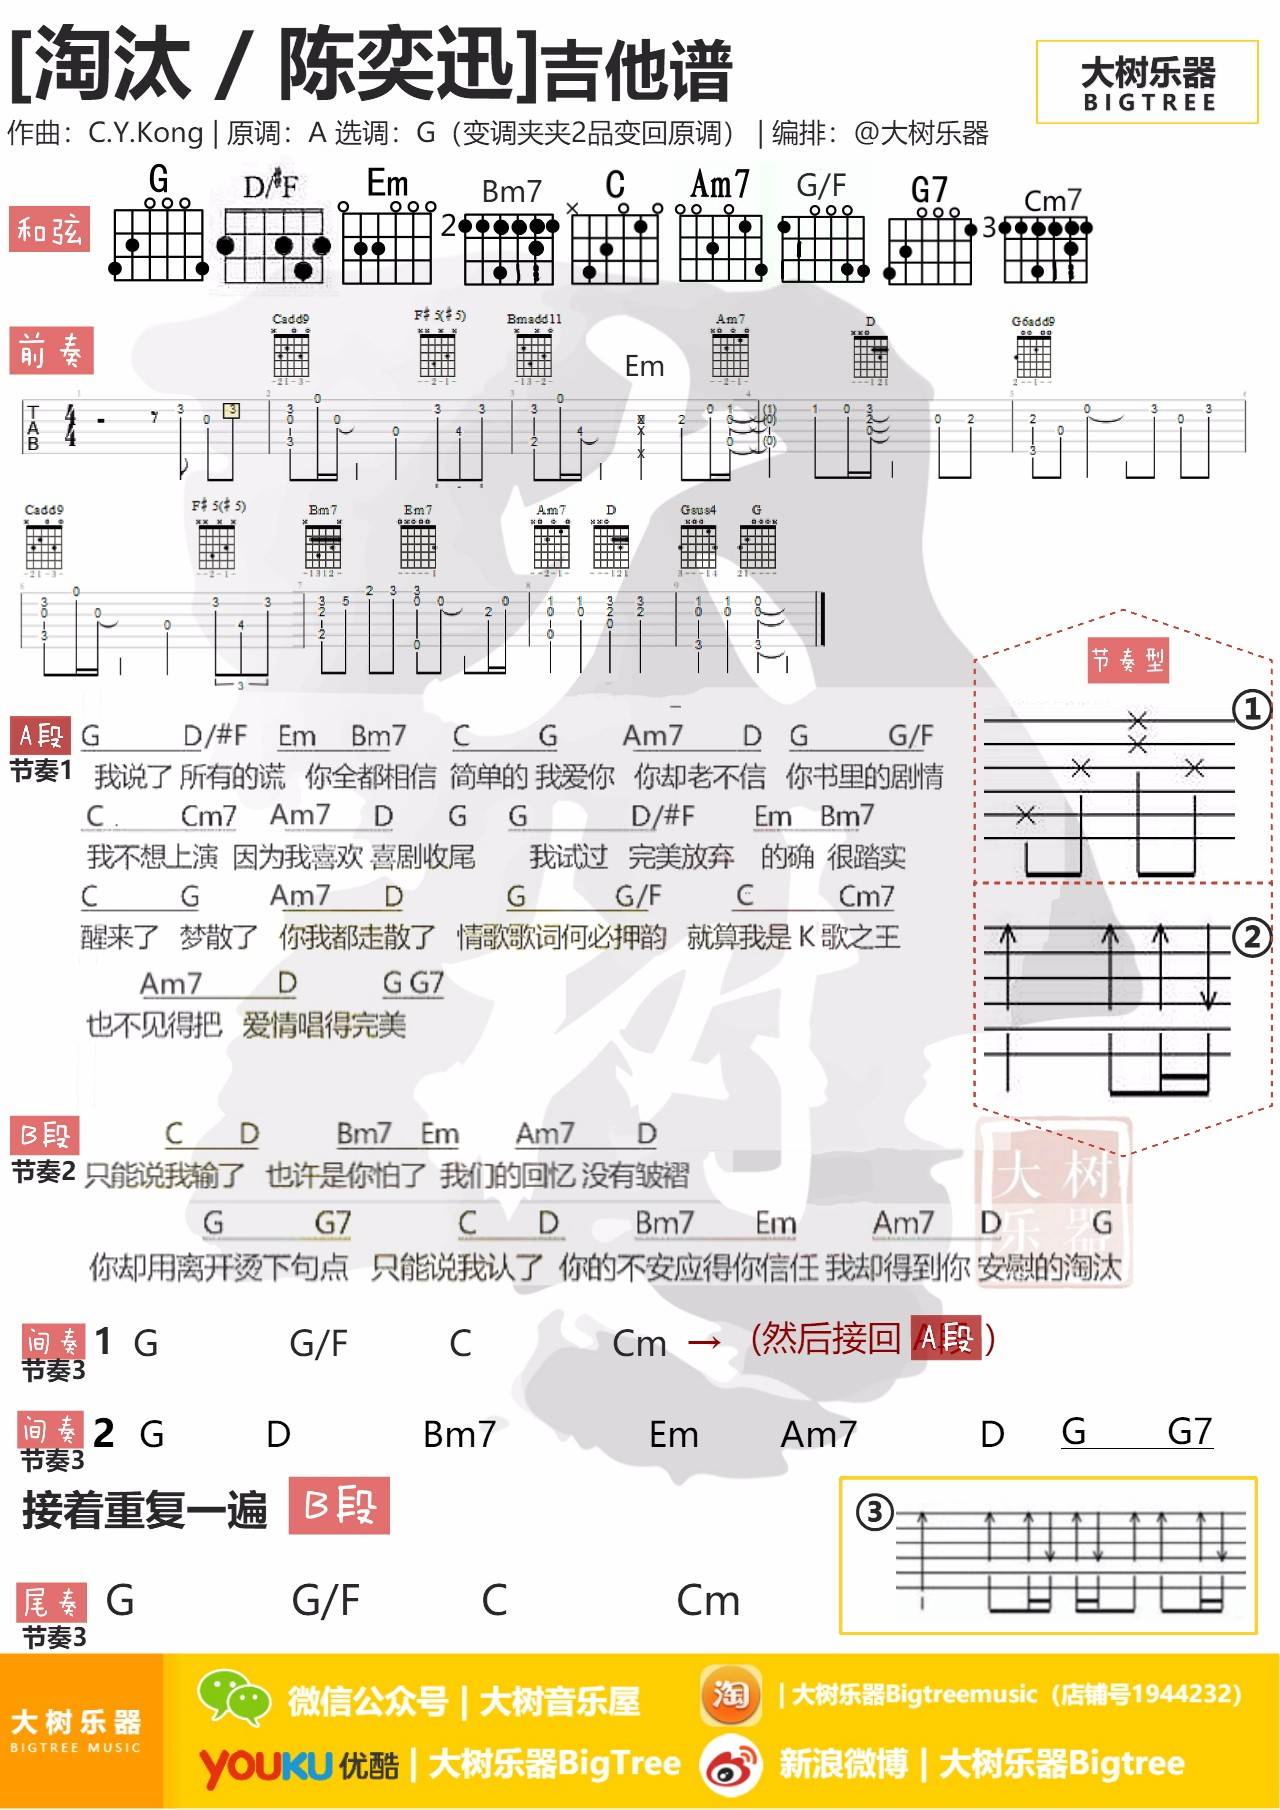 [淘汰 / 陈奕迅]吉他谱
大树乐器
BIGTREE
作曲：C.Y.Kong | 原调：A 选调：G（变调夹夹2品变回原调） | 编排：@大树乐器
和弦
G D/#F Em Bm7 C Am7 G/F G7 Cm7
2 3
前奏
Cadd9 F♯5(♯5) Bmadd11 Em Am7 D G6add9
Cadd9 F♯5(♯5) Bm7 Em7 Am7 D Gsus4 G
节奏型
①
A段 G D/#F Em Bm7 C G Am7 D G G/F
节奏1 我说了 所有的谎 你全都相信 简单的 我爱你 你却老不信 你书里的剧情
C Cm7 Am7 D G G D/#F Em Bm7
我不想上演 因为我喜欢 喜剧收尾 我试过 完美放弃 的确 很踏实
C G Am7 D G G/F C Cm7
醒来了 梦散了 你我都走散了 情歌歌词何必押韵 就算我是 K 歌之王
②
Am7 D G G7
也不见得把 爱情唱得完美
B段 C D Bm7 Em Am7 D
节奏2 只能说我输了 也许是你怕了 我们的回忆 没有皱褶
G G7 C D Bm7 Em Am7 D G
你却用离开烫下句点 只能说我认了 你的不安应得你信任 我却得到你 安慰的淘汰
大树
乐器
间奏 1 G G/F C Cm → （然后接回 A段）
节奏3
间奏 2 G D Bm7 Em Am7 D G G7
节奏3
接着重复一遍 B段
③
尾奏 G G/F C Cm
节奏3
大树乐器
BIGTREE MUSIC
微信公众号 | 大树音乐屋
淘 | 大树乐器Bigtreemusic（店铺号1944232）
YOUKU 优酷 | 大树乐器BigTree
新浪微博 | 大树乐器Bigtree